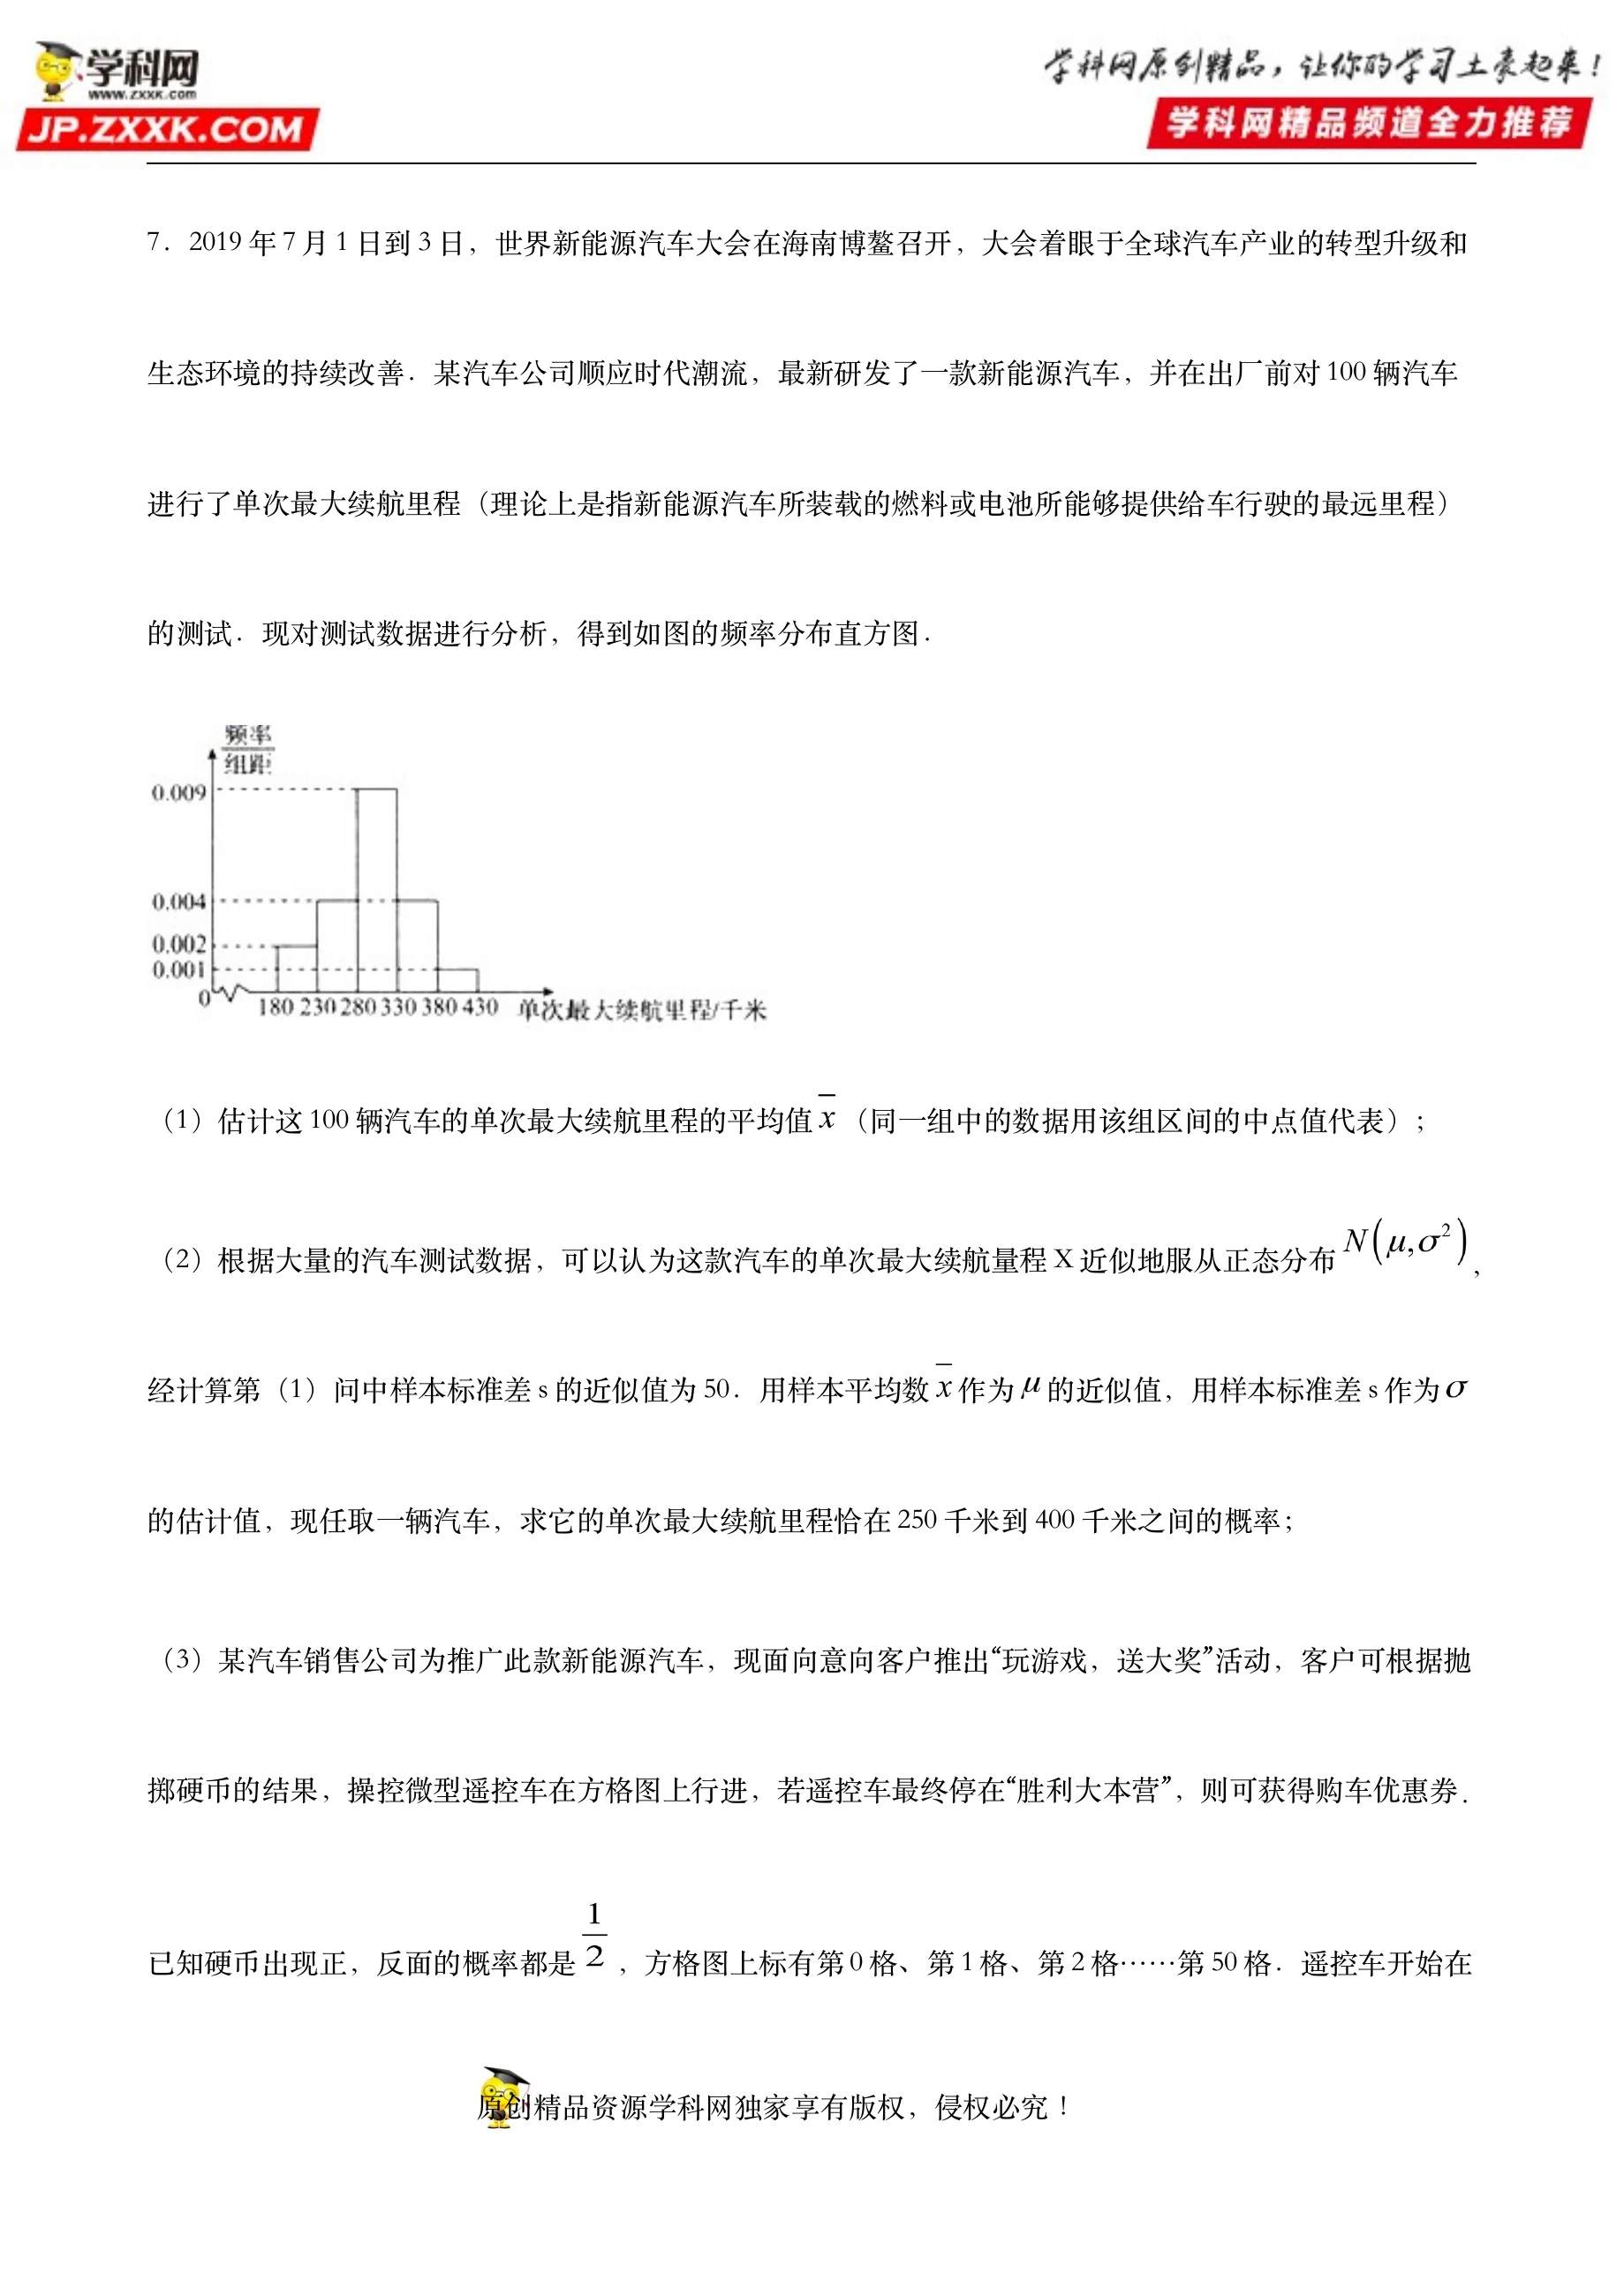 学科网
www.zxxk.com
JP.ZXXK.COM
学科网原创精品，让你的学习土豪起来！
学科网精品频道全力推荐
7．2019 年 7 月 1 日到 3 日，世界新能源汽车大会在海南博鳌召开，大会着眼于全球汽车产业的转型升级和
生态环境的持续改善．某汽车公司顺应时代潮流，最新研发了一款新能源汽车，并在出厂前对 100 辆汽车
进行了单次最大续航里程（理论上是指新能源汽车所装载的燃料或电池所能够提供给车行驶的最远里程）
的测试．现对测试数据进行分析，得到如图的频率分布直方图．
频率
组距
0.009
0.004
0.002
0.001
0
180 230 280 330 380 430 单次最大续航里程/千米
（1）估计这 100 辆汽车的单次最大续航里程的平均值 x̅（同一组中的数据用该组区间的中点值代表）；
（2）根据大量的汽车测试数据，可以认为这款汽车的单次最大续航量程 X 近似地服从正态分布 N(μ,σ²)，
经计算第（1）问中样本标准差 s 的近似值为 50．用样本平均数 x̅ 作为 μ 的近似值，用样本标准差 s 作为 σ
的估计值，现任取一辆汽车，求它的单次最大续航里程恰在 250 千米到 400 千米之间的概率；
（3）某汽车销售公司为推广此款新能源汽车，现面向意向客户推出“玩游戏，送大奖”活动，客户可根据抛
掷硬币的结果，操控微型遥控车在方格图上行进，若遥控车最终停在“胜利大本营”，则可获得购车优惠券．
已知硬币出现正，反面的概率都是 1/2 ，方格图上标有第 0 格、第 1 格、第 2 格……第 50 格．遥控车开始在
原创精品资源学科网独家享有版权，侵权必究！